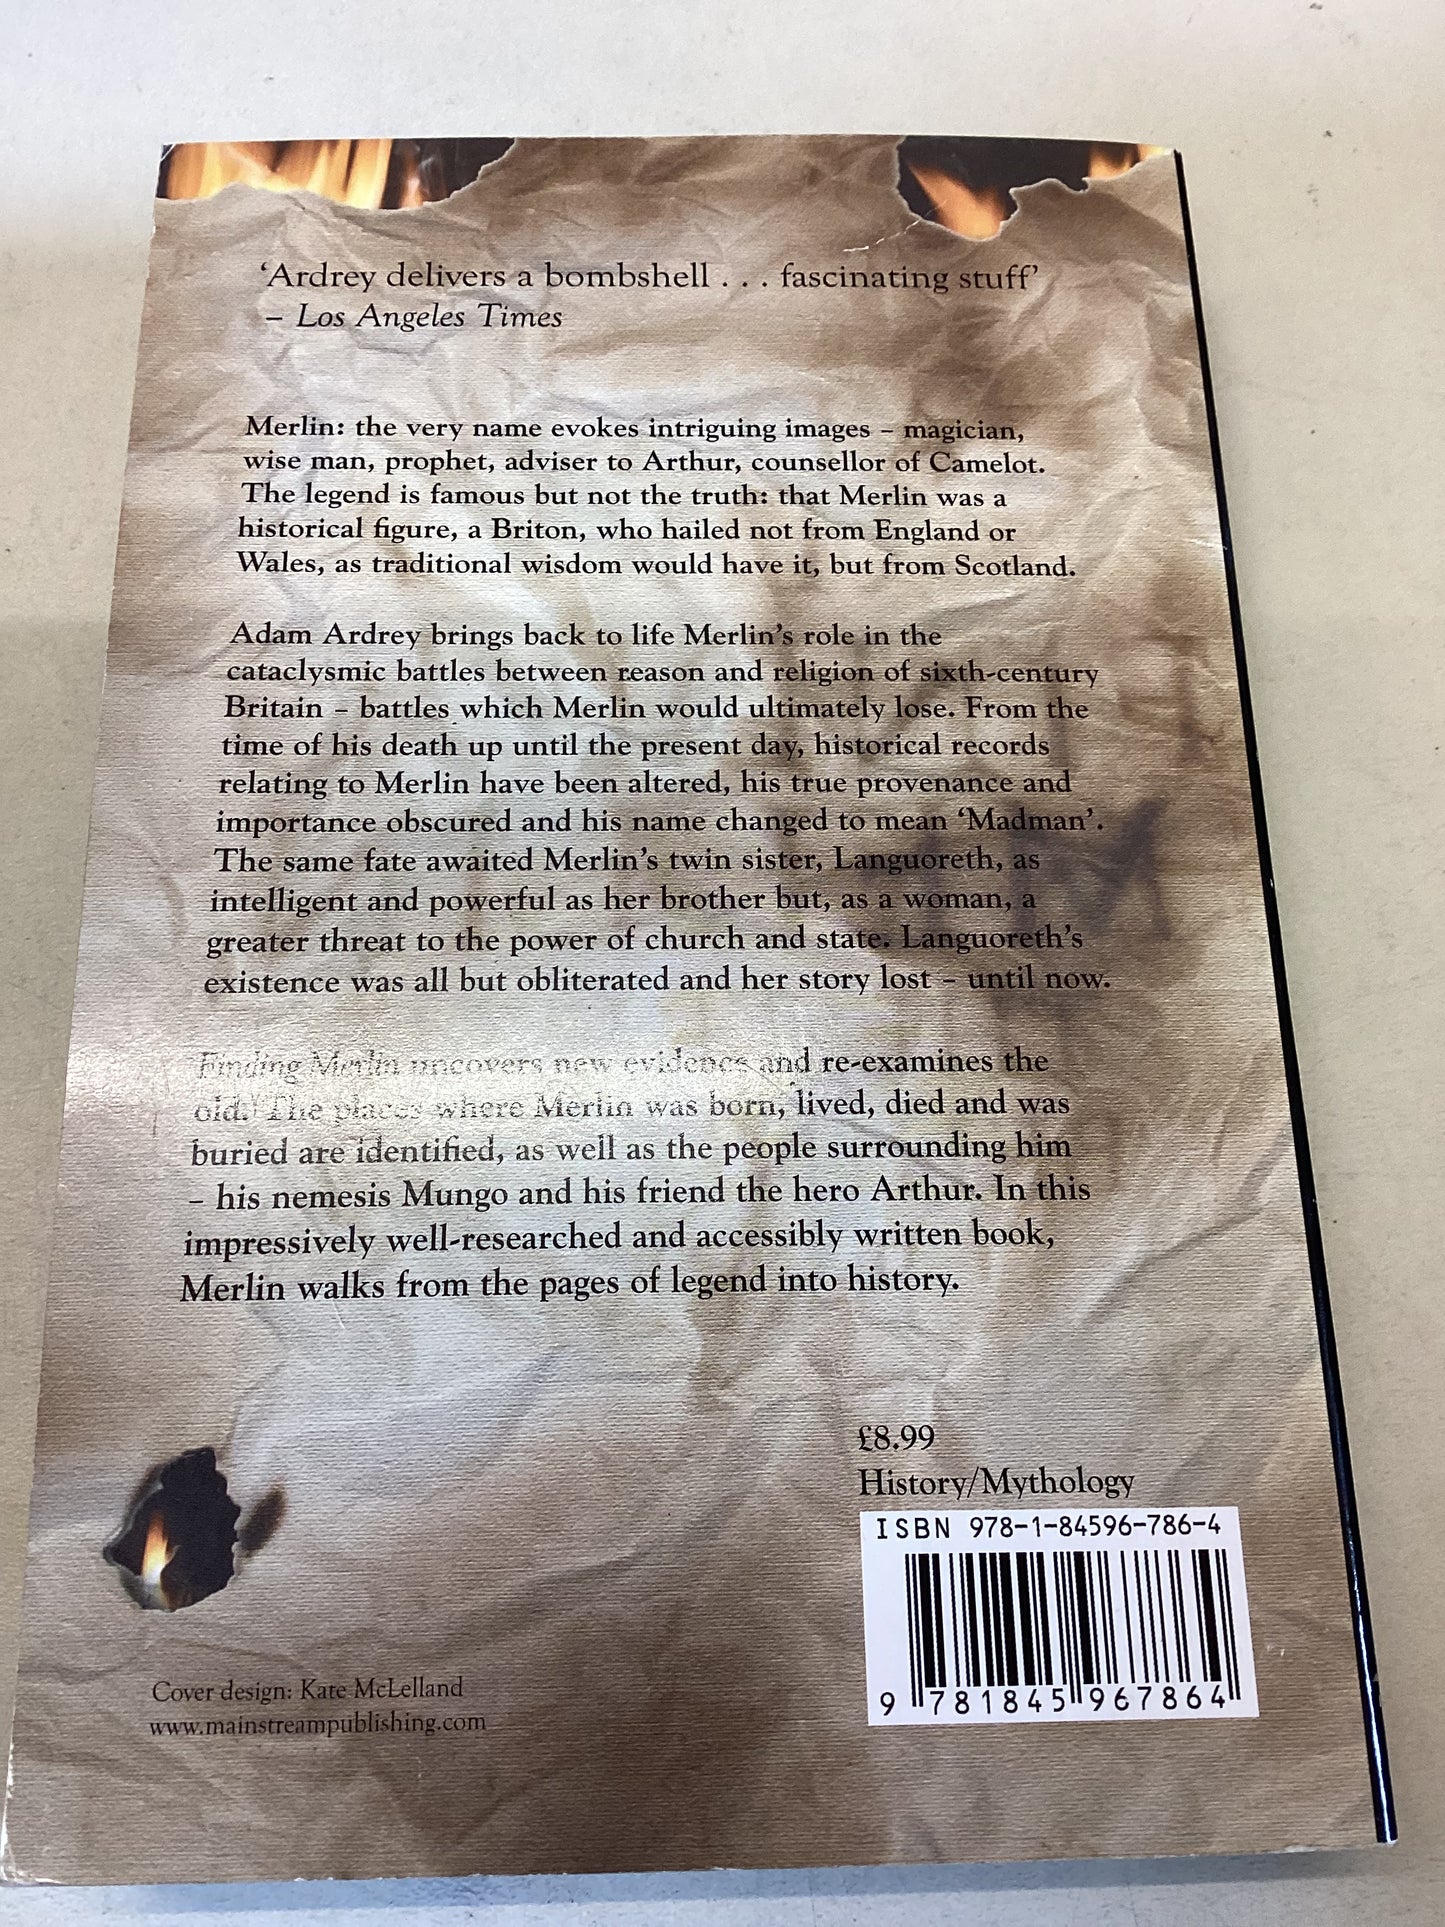 ‘Ardrey delivers a bombshell . . . fascinating stuff’
– Los Angeles Times
Merlin: the very name evokes intriguing images – magician,
wise man, prophet, adviser to Arthur, counsellor of Camelot.
The legend is famous but not the truth: that Merlin was a
historical figure, a Briton, who hailed not from England or
Wales, as traditional wisdom would have it, but from Scotland.
Adam Ardrey brings back to life Merlin’s role in the
cataclysmic battles between reason and religion of sixth-century
Britain – battles which Merlin would ultimately lose. From the
time of his death up until the present day, historical records
relating to Merlin have been altered, his true provenance and
importance obscured and his name changed to mean ‘Madman’.
The same fate awaited Merlin’s twin sister, Languoreth, as
intelligent and powerful as her brother but, as a woman, a
greater threat to the power of church and state. Languoreth’s
existence was all but obliterated and her story lost – until now.
Finding Merlin uncovers new evidence and re-examines the
old. The places where Merlin was born, lived, died and was
buried are identified, as well as the people surrounding him
– his nemesis Mungo and his friend the hero Arthur. In this
impressively well-researched and accessibly written book,
Merlin walks from the pages of legend into history.
£8.99
History/Mythology
ISBN 978-1-84596-786-4
9 781845 967864
Cover design: Kate McLelland
www.mainstreampublishing.com